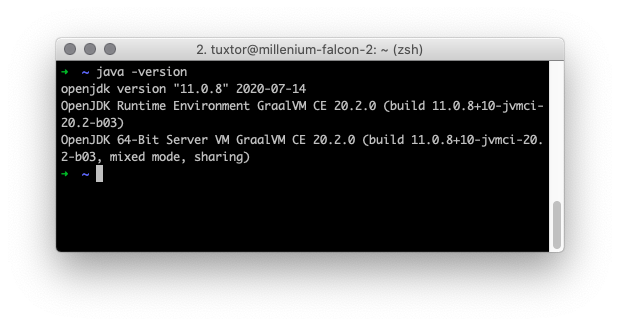 2. tuxtor@millenium-falcon-2: ~ (zsh)
➜  ~ java -version
openjdk version "11.0.8" 2020-07-14
OpenJDK Runtime Environment GraalVM CE 20.2.0 (build 11.0.8+10-jvmci-
20.2-b03)
OpenJDK 64-Bit Server VM GraalVM CE 20.2.0 (build 11.0.8+10-jvmci-20.
2-b03, mixed mode, sharing)
➜  ~